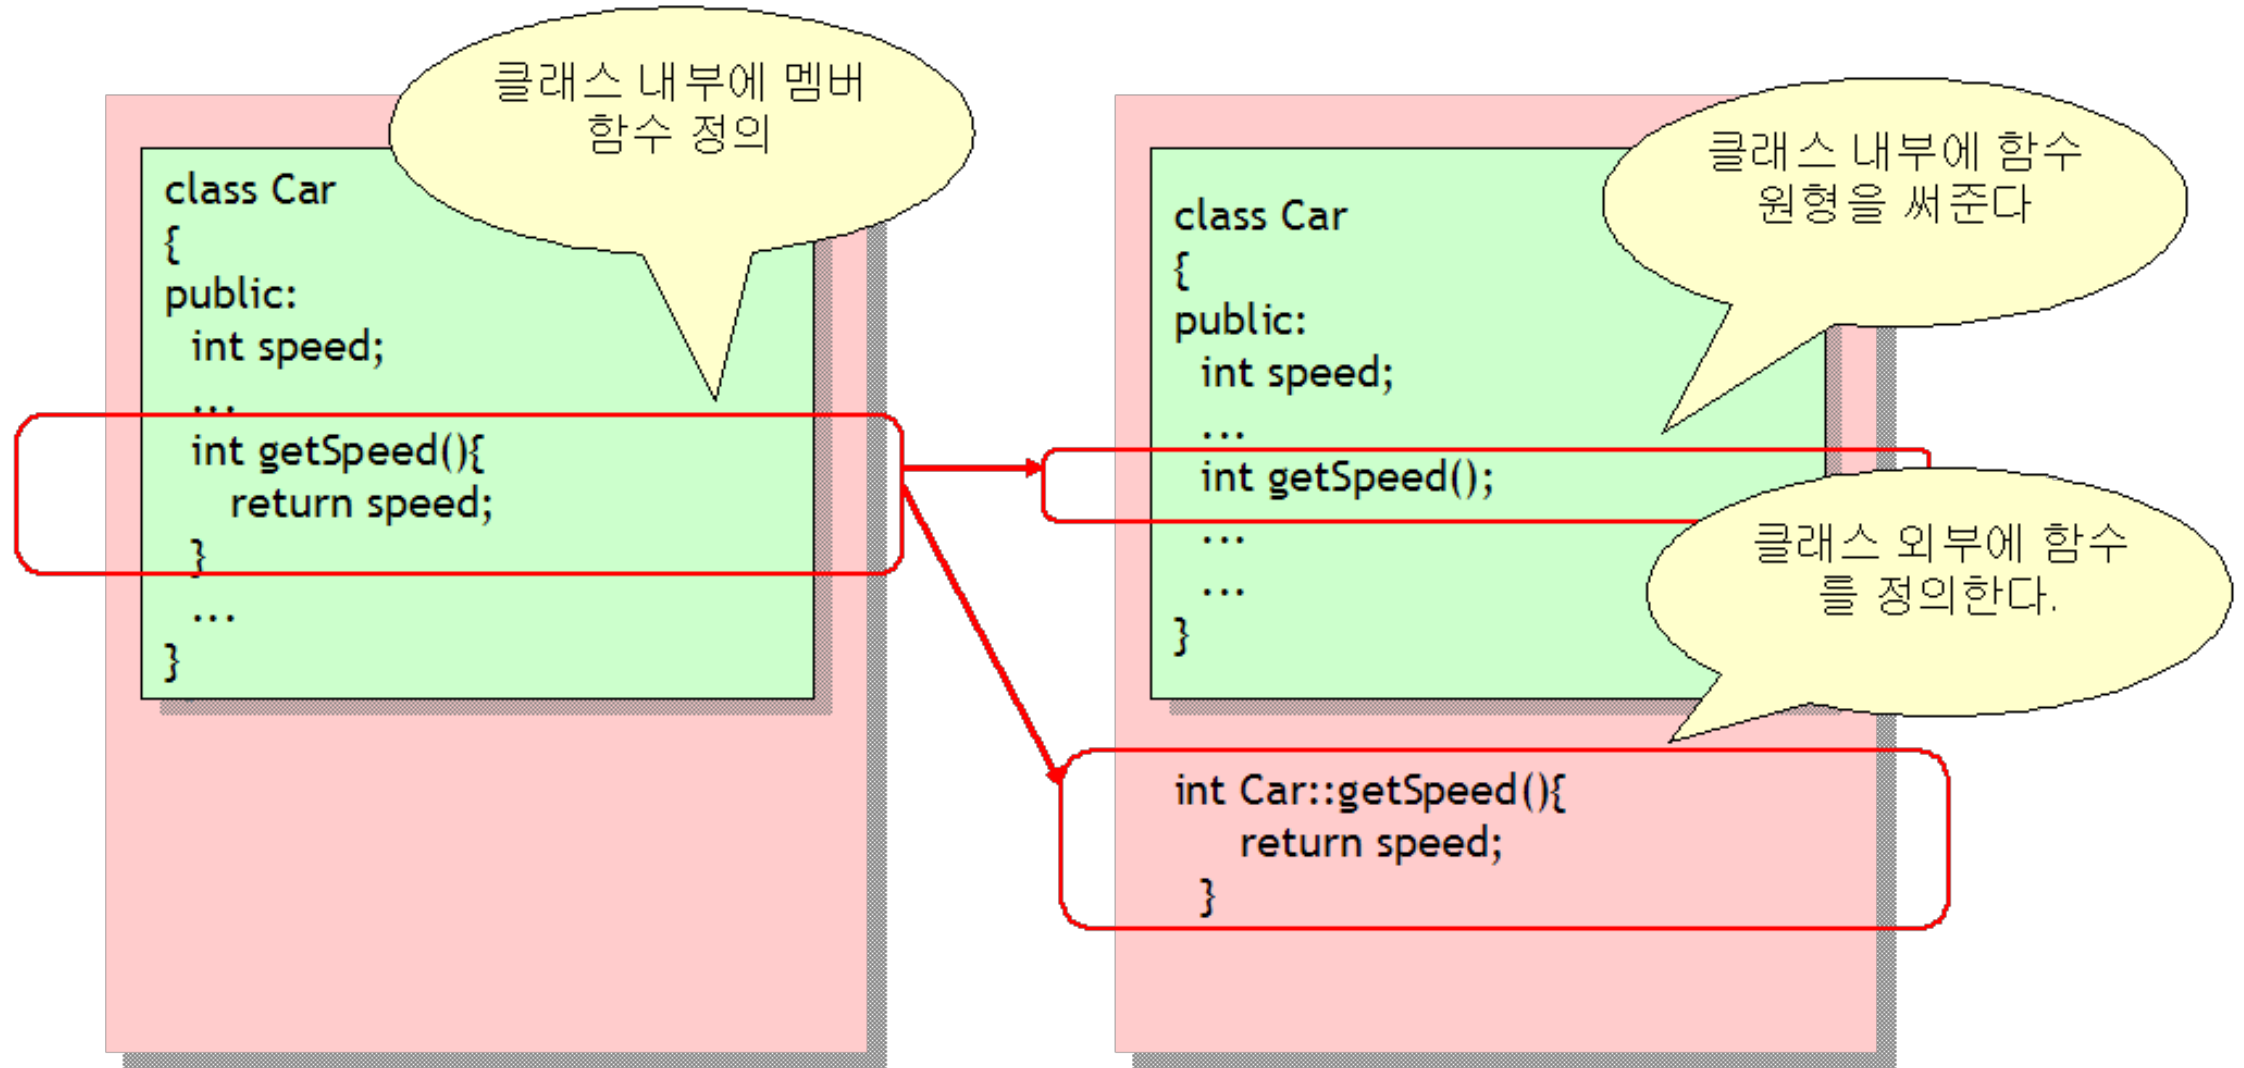 클래스 내부에 멤버
함수 정의
class Car
{
public:
int speed;
...
int getSpeed(){
return speed;
}
...
}
클래스 내부에 함수
원형을 써준다
class Car
{
public:
int speed;
...
int getSpeed();
...
...
}
클래스 외부에 함수
를 정의한다.
int Car::getSpeed(){
return speed;
}